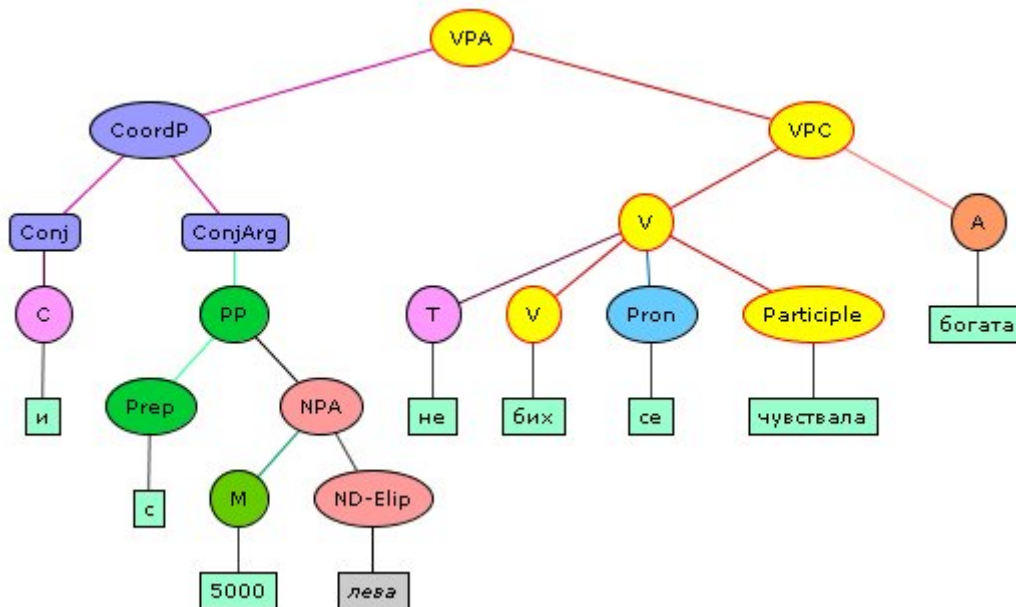 VPA
CoordP VPC
Conj ConjArg V A
C PP T V Pron Participle богата
и Prep NPA не бих се чувствала
с M ND-Elip
5000 лева